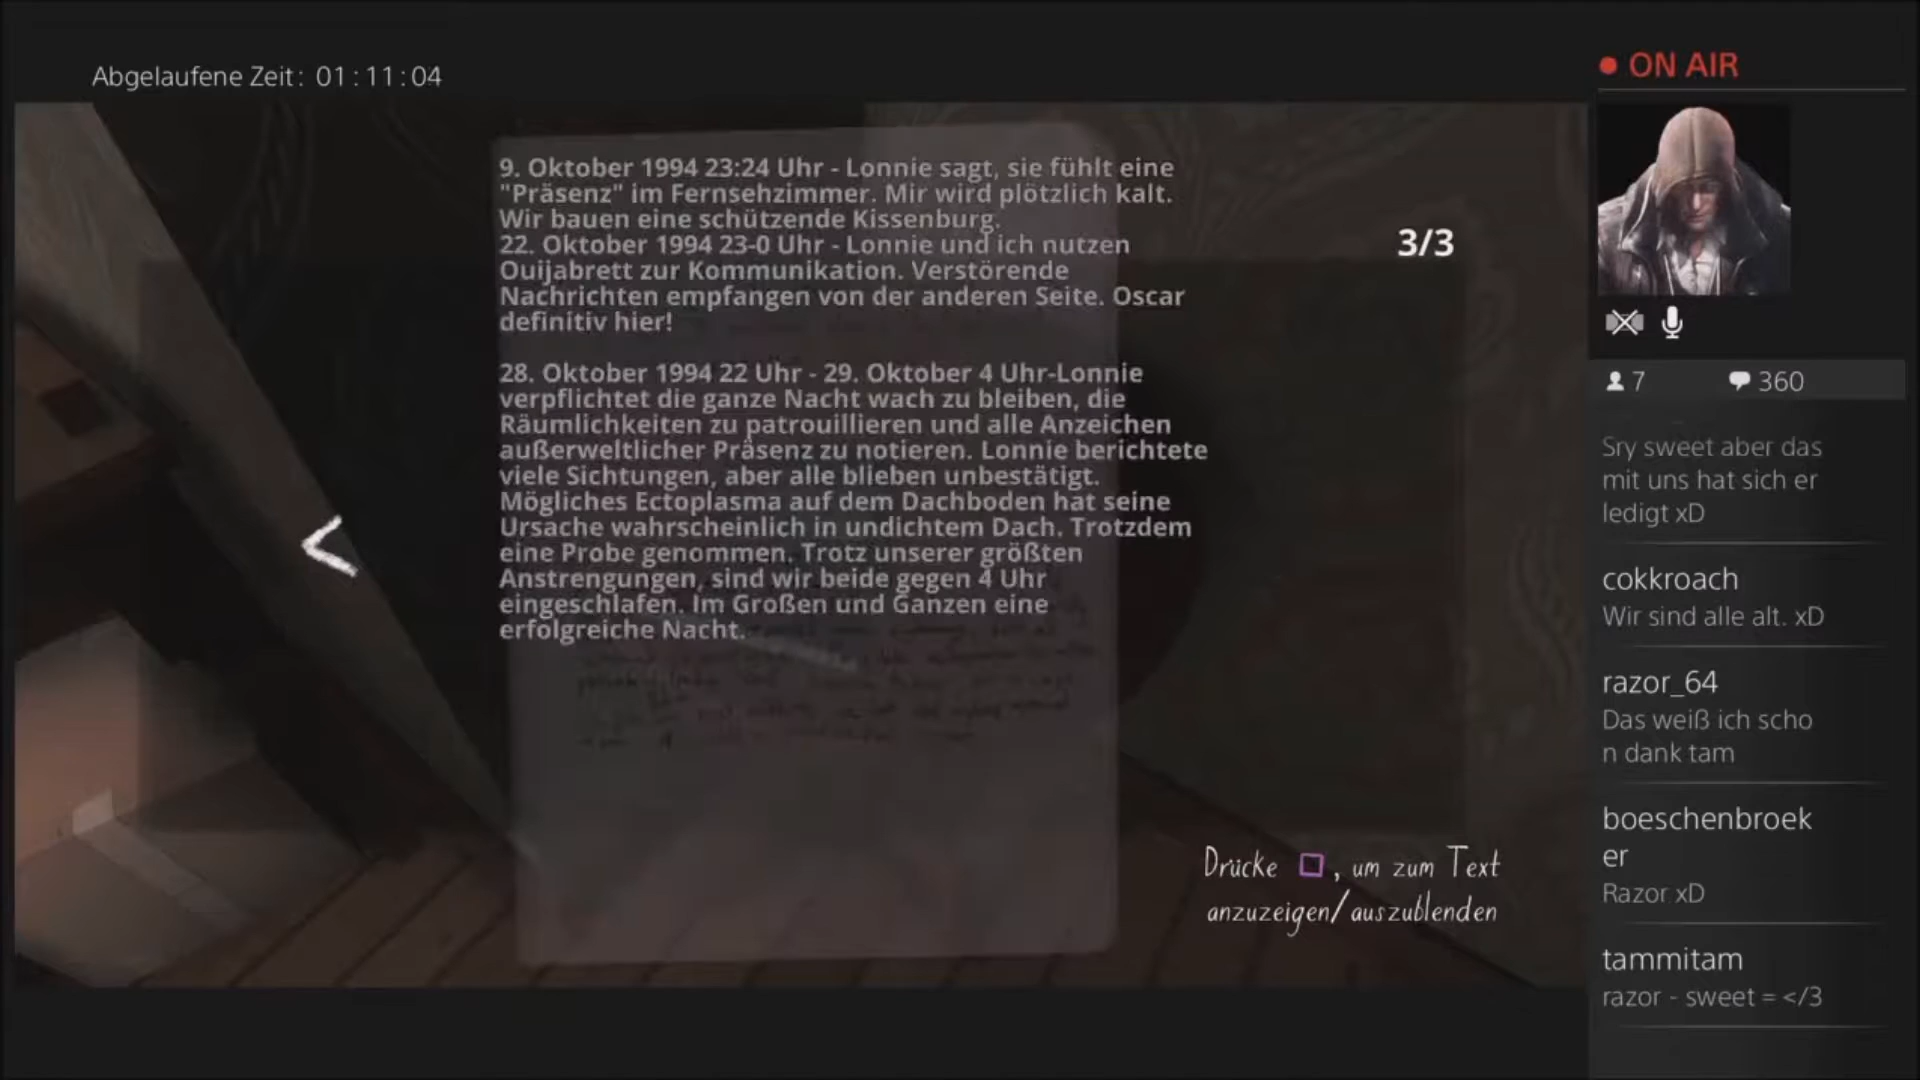 Abgelaufene Zeit: 01:11:04
9. Oktober 1994 23:24 Uhr - Lonnie sagt, sie fühlt eine
"Präsenz" im Fernsehzimmer. Mir wird plötzlich kalt.
Wir bauen eine schützende Kissenburg.
22. Oktober 1994 23-0 Uhr - Lonnie und ich nutzen
Ouijabrett zur Kommunikation. Verstörende
Nachrichten empfangen von der anderen Seite. Oscar
definitiv hier!
28. Oktober 1994 22 Uhr - 29. Oktober 4 Uhr-Lonnie
verpflichtet die ganze Nacht wach zu bleiben, die
Räumlichkeiten zu patrouillieren und alle Anzeichen
außerweltlicher Präsenz zu notieren. Lonnie berichtete
viele Sichtungen, aber alle blieben unbestätigt.
Mögliches Ectoplasma auf dem Dachboden hat seine
Ursache wahrscheinlich in undichtem Dach. Trotzdem
eine Probe genommen. Trotz unserer größten
Anstrengungen, sind wir beide gegen 4 Uhr
eingeschlafen. Im Großen und Ganzen eine
erfolgreiche Nacht.
3/3
<
Drücke □, um zum Text
anzuzeigen/auszublenden
ON AIR
7 360
Sry sweet aber das
mit uns hat sich er
ledigt xD
cokkroach
Wir sind alle alt. xD
razor_64
Das weiß ich scho
n dank tam
boeschenbroek
er
Razor xD
tammitam
razor - sweet = </3